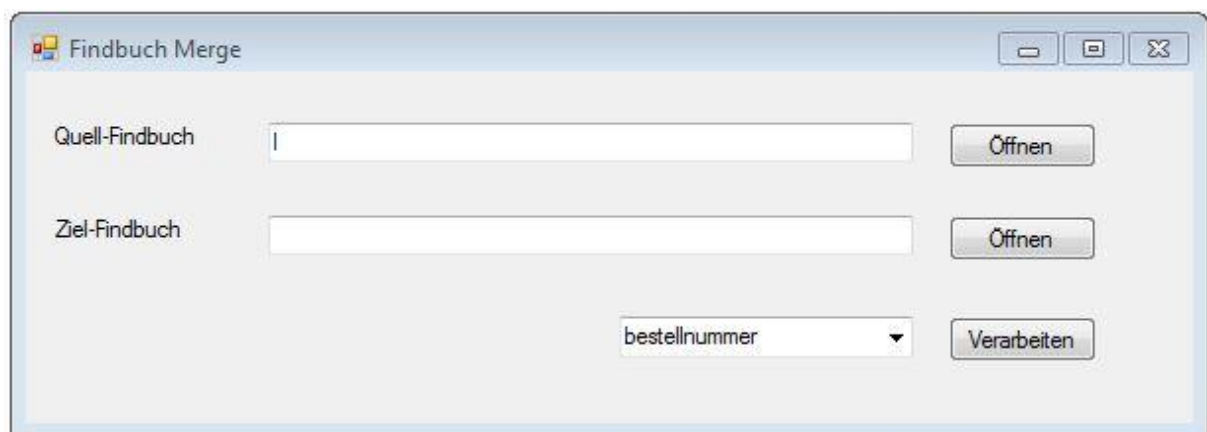 Findbuch Merge
Quell-Findbuch
Öffnen
Ziel-Findbuch
Öffnen
bestellnummer
Verarbeiten